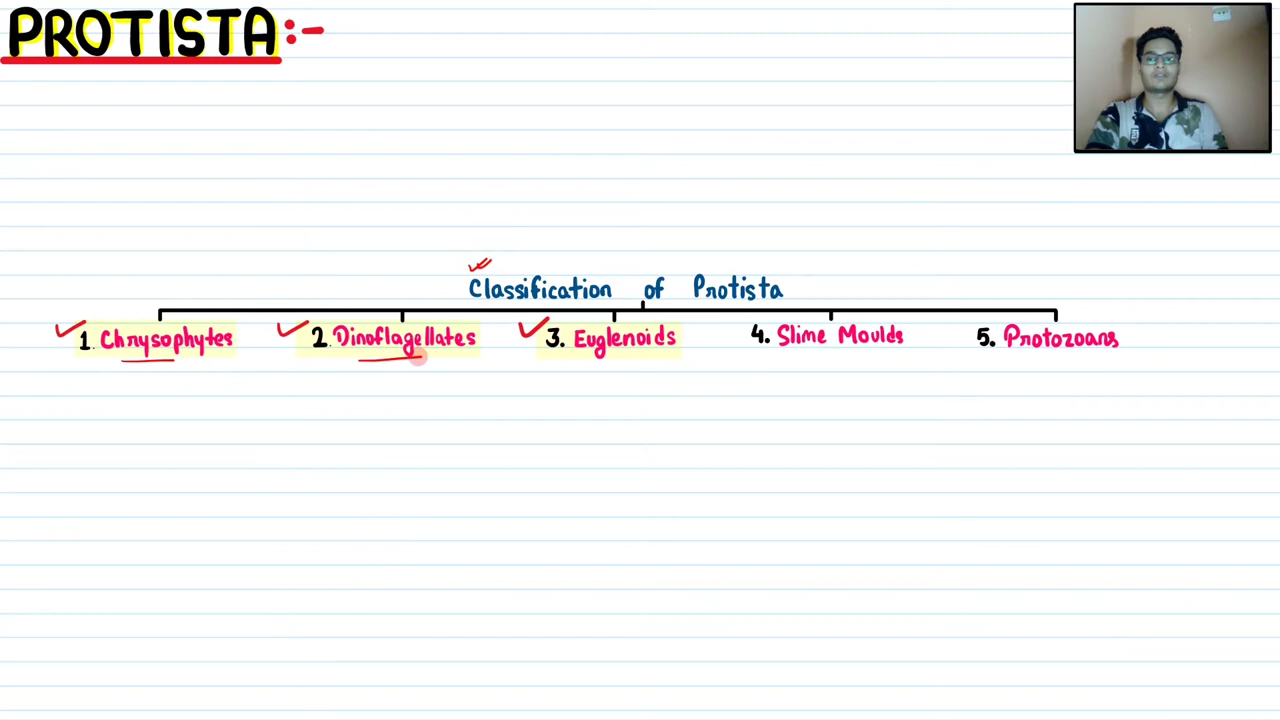 PROTISTA:-
Classification of Protista
1. Chrysophytes 2. Dinoflagellates 3. Euglenoids 4. Slime Moulds 5. Protozoans